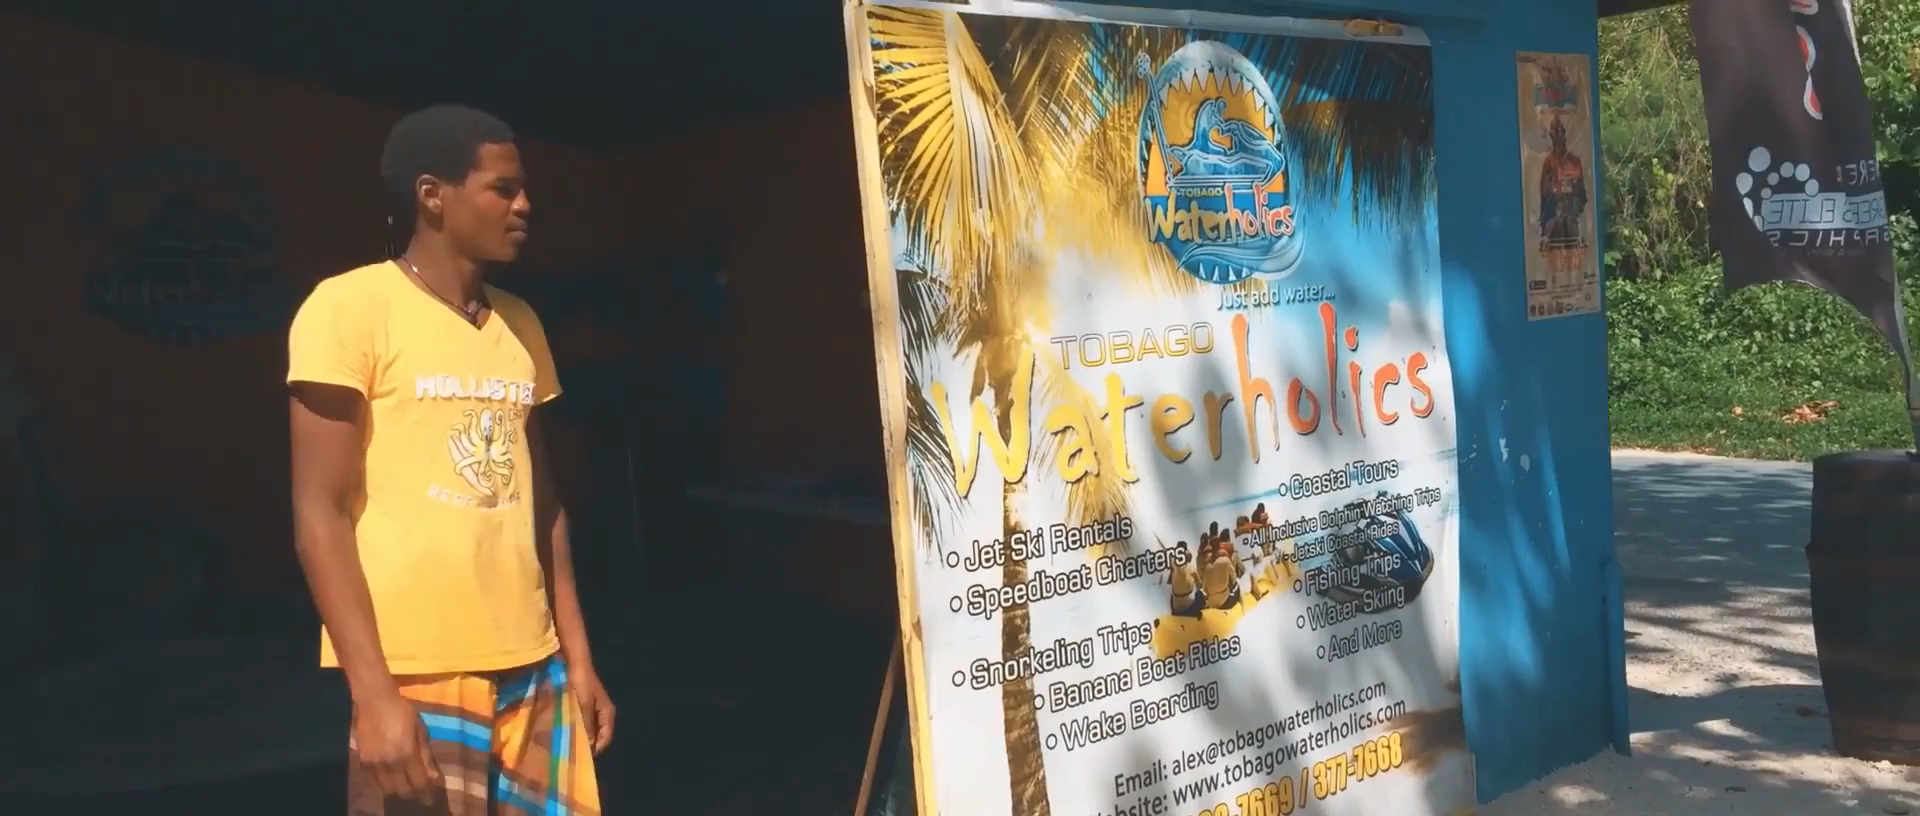 HOLLISTER
TOBAGO
Waterholics
Just add water...
TOBAGO
Waterholics
• Jet Ski Rentals
• Speedboat Charters
• Snorkeling Trips
• Banana Boat Rides
• Wake Boarding
• Coastal Tours
• All Inclusive Dolphin Watching Trips
• Jetski Coastal Rides
• Fishing Trips
• Water Skiing
• And More
Email: alex@tobagowaterholics.com
Website: www.tobagowaterholics.com
7669 / 377-7668